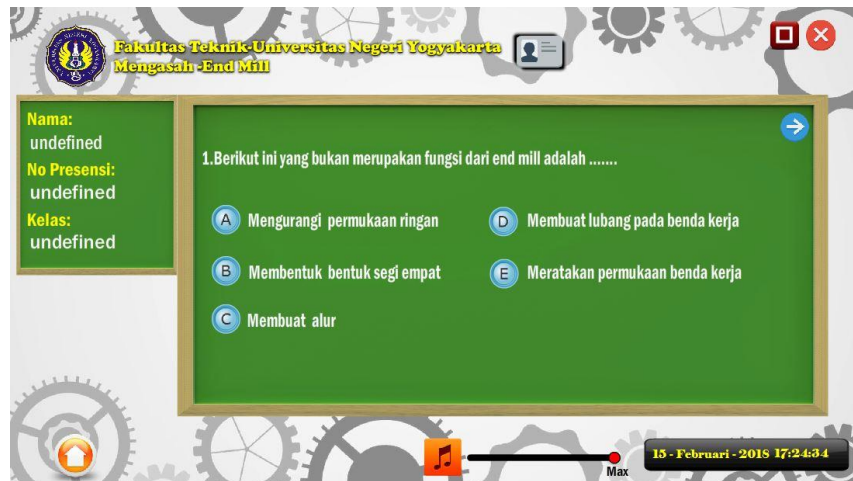 Fakultas Teknik-Universitas Negeri Yogyakarta
Mengasah -End Mill
Nama:
undefined
No Presensi:
undefined
Kelas:
undefined
1.Berikut ini yang bukan merupakan fungsi dari end mill adalah .......
A Mengurangi permukaan ringan
B Membentuk bentuk segi empat
C Membuat alur
D Membuat lubang pada benda kerja
E Meratakan permukaan benda kerja
Max
15 - Februari - 2018 17:24:34